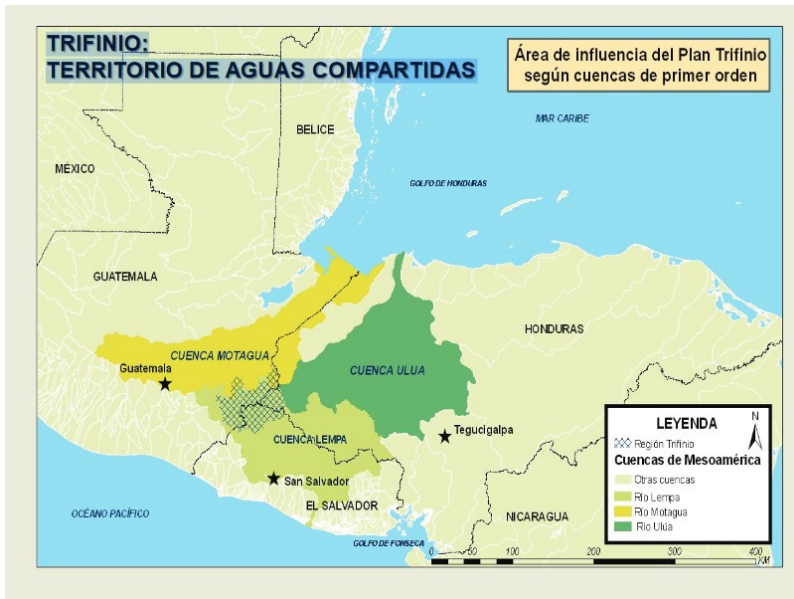 TRIFINIO:
TERRITORIO DE AGUAS COMPARTIDAS
Área de influencia del Plan Trifinio
según cuencas de primer orden
MAR CARIBE
BELICE
MÉXICO
GOLFO DE HONDURAS
GUATEMALA
HONDURAS
CUENCA MOTAGUA
Guatemala
CUENCA ULUA
Tegucigalpa
CUENCA LEMPA
San Salvador
EL SALVADOR
OCÉANO PACÍFICO
NICARAGUA
GOLFO DE FONSECA
LEYENDA
N
Región Trifinio
Cuencas de Mesoamérica
Otras cuencas
Río Lempa
Río Motagua
Río Ulúa
0 50 100 200 300 400
KM